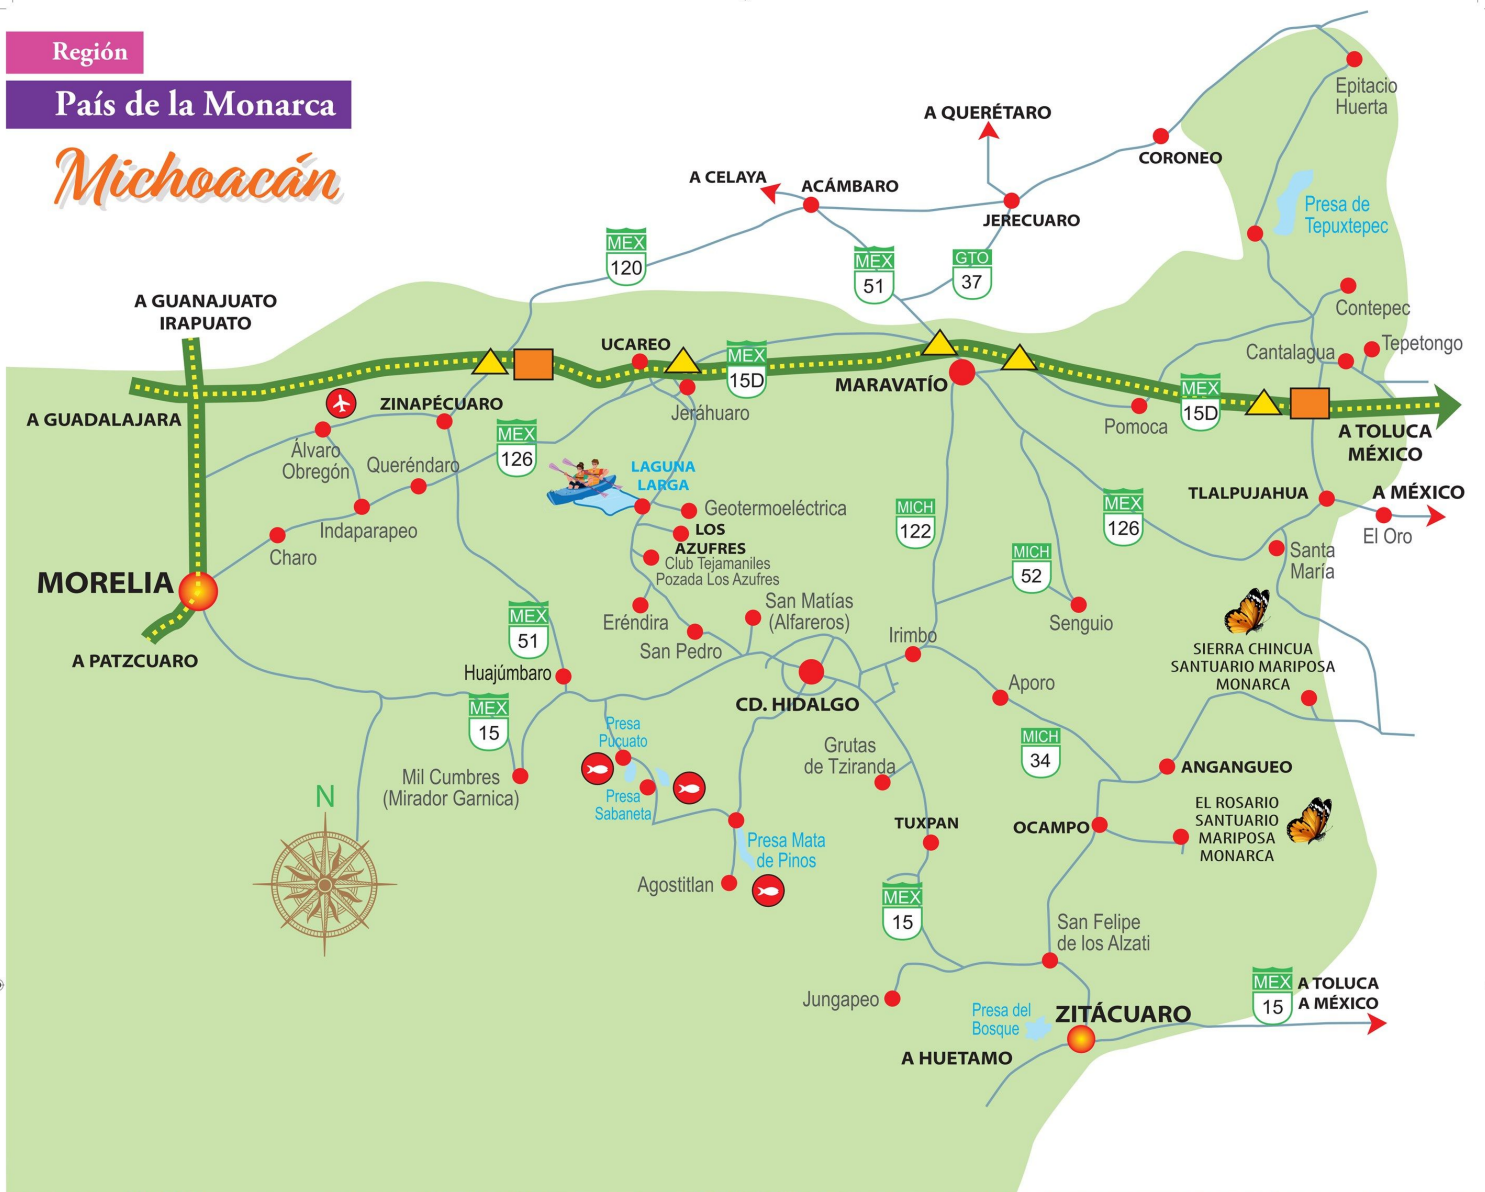 Región
País de la Monarca
Michoacán
Epitacio
Huerta
A QUERÉTARO
CORONEO
A CELAYA
ACÁMBARO
JERECUARO
Presa de
Tepuxtepec
MEX
120
MEX
51
GTO
37
A GUANAJUATO
IRAPUATO
Contepec
UCAREO
MEX
15D
MARAVATÍO
Cantalagua
Tepetongo
A GUADALAJARA
ZINAPÉCUARO
Jeráhuaro
Pomoca
MEX
15D
A TOLUCA
MÉXICO
Álvaro
Obregón
Queréndaro
MEX
126
LAGUNA
LARGA
TLALPUJAHUA
A MÉXICO
Indaparapeo
Geotermoeléctrica
MICH
122
MEX
126
El Oro
Charo
LOS
AZUFRES
Club Tejamaniles
Pozada Los Azufres
MICH
52
Santa
María
MORELIA
Eréndira
San Matías
(Alfareros)
Senguio
MEX
51
San Pedro
Irimbo
SIERRA CHINCUA
SANTUARIO MARIPOSA
MONARCA
A PATZCUARO
Huajúmbaro
CD. HIDALGO
Aporo
MEX
15
Presa
Pucuato
Grutas
de Tziranda
MICH
34
ANGANGUEO
Mil Cumbres
(Mirador Garnica)
N
Presa
Sabaneta
TUXPAN
OCAMPO
EL ROSARIO
SANTUARIO
MARIPOSA
MONARCA
Presa Mata
de Pinos
Agostitlan
MEX
15
San Felipe
de los Alzati
Jungapeo
Presa del
Bosque
ZITÁCUARO
MEX
15
A TOLUCA
A MÉXICO
A HUETAMO